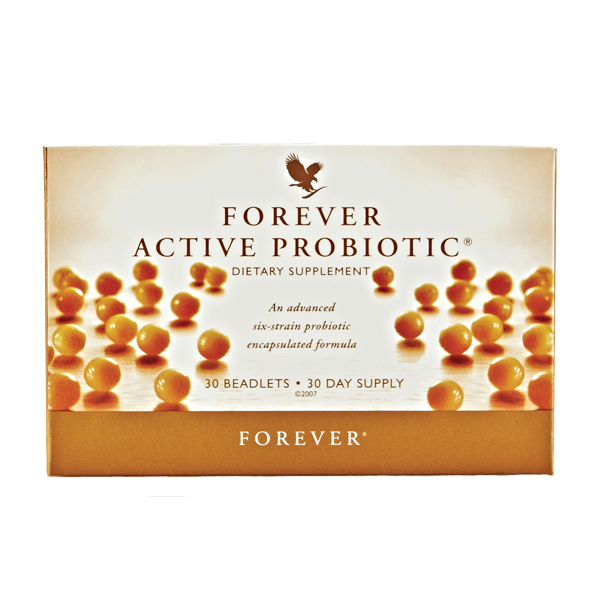 FOREVER
ACTIVE PROBIOTIC®
DIETARY SUPPLEMENT
An advanced
six-strain probiotic
encapsulated formula
30 BEADLETS • 30 DAY SUPPLY
©2007
FOREVER®